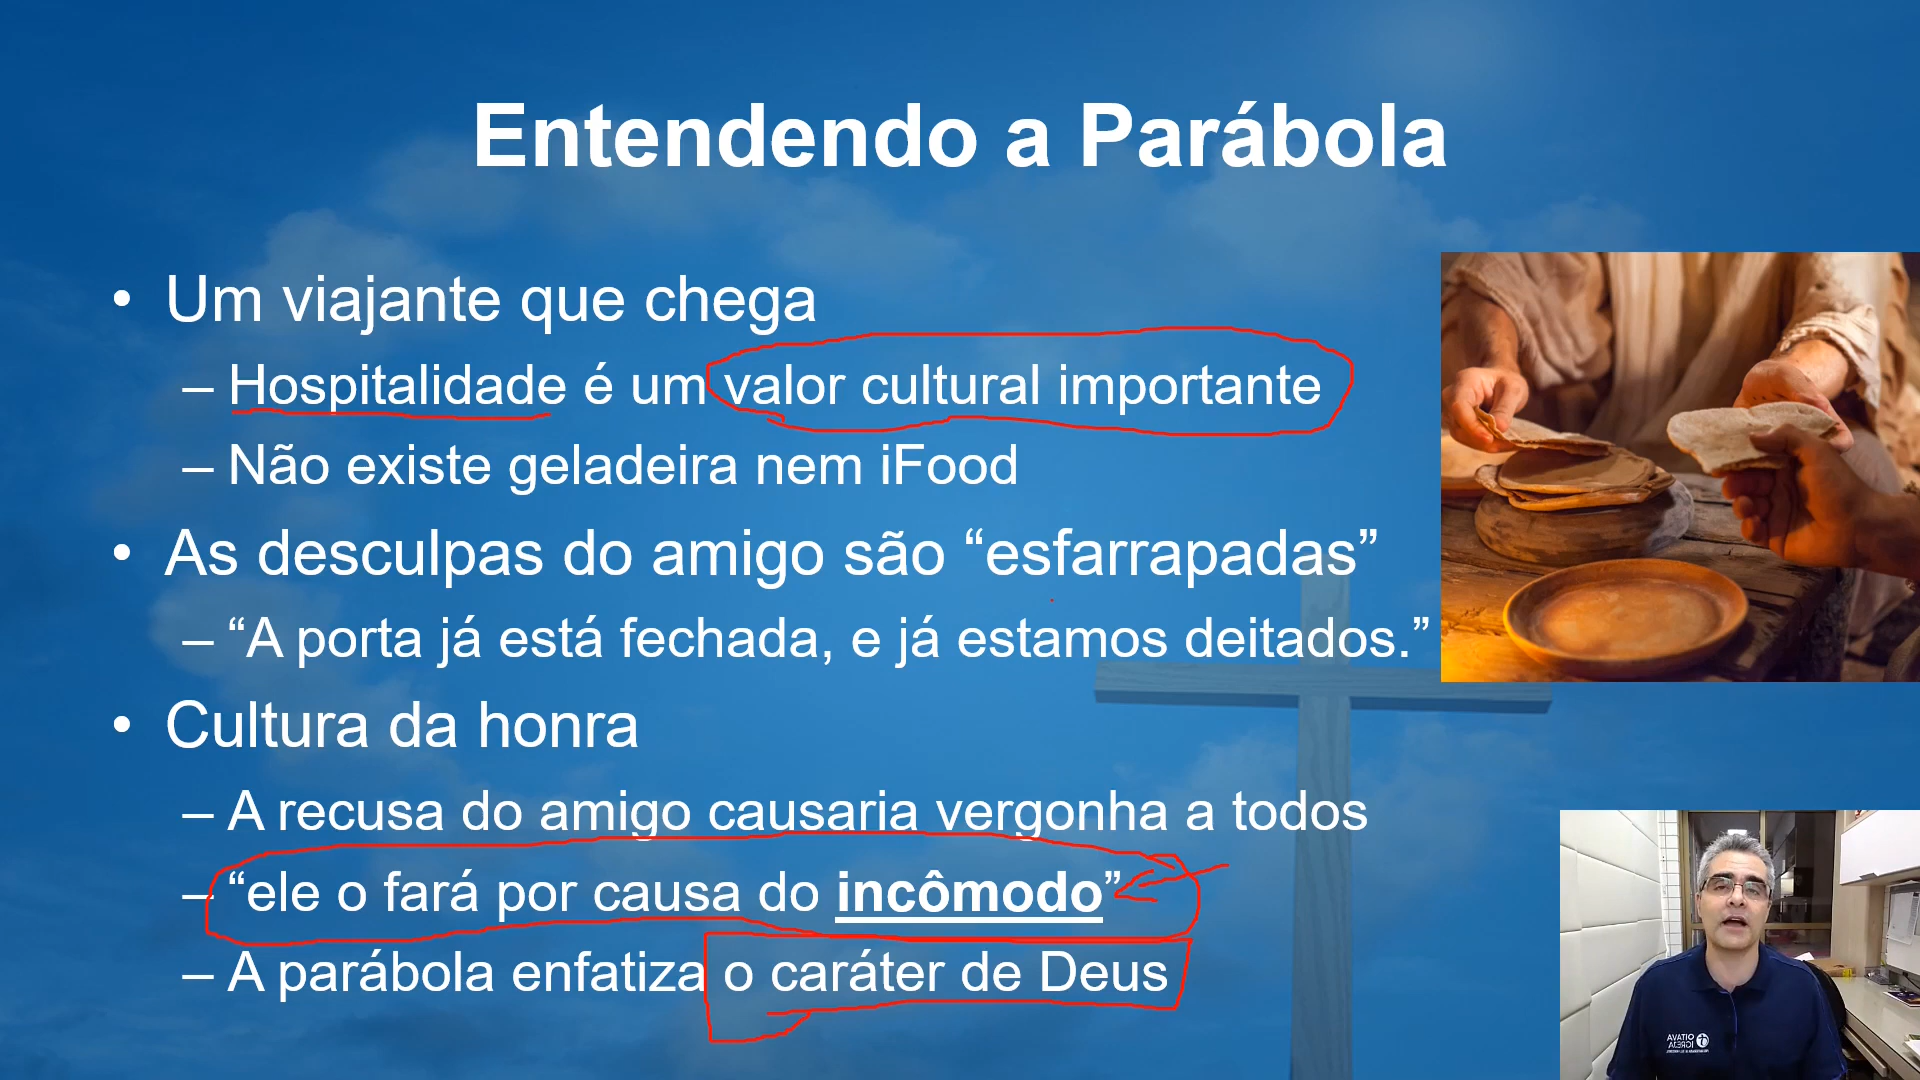 Entendendo a Parábola
• Um viajante que chega
– Hospitalidade é um valor cultural importante
– Não existe geladeira nem iFood
• As desculpas do amigo são “esfarrapadas”
– “A porta já está fechada, e já estamos deitados.”
• Cultura da honra
– A recusa do amigo causaria vergonha a todos
– “ele o fará por causa do incômodo”
– A parábola enfatiza o caráter de Deus
OITAVA
IGREJA